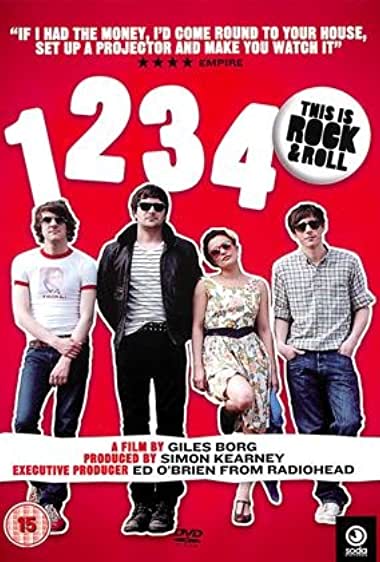 "IF I HAD THE MONEY, I'D COME ROUND TO YOUR HOUSE,
SET UP A PROJECTOR AND MAKE YOU WATCH IT"
★★★★ EMPIRE
1234
THIS IS
ROCK
& ROLL
A FILM BY GILES BORG
PRODUCED BY SIMON KEARNEY
EXECUTIVE PRODUCER ED O'BRIEN FROM RADIOHEAD
15
DVD
soda